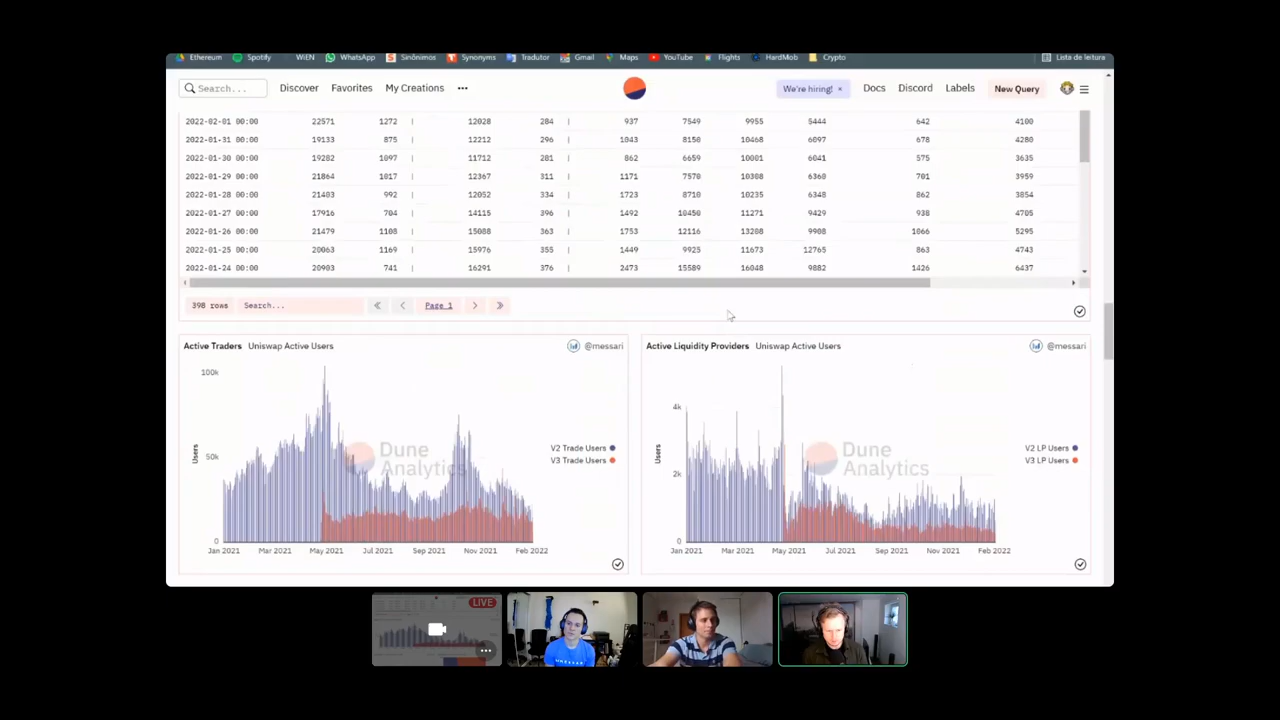 Ethereum Spotify WiEN WhatsApp Sinônimos Synonyms Tradutor Gmail Maps YouTube Flights HardMob Crypto Lista de leitura
Search... Discover Favorites My Creations ••• We're hiring! × Docs Discord Labels New Query
2022-02-01 00:00 22571 1272 | 12028 284 | 937 7549 9955 5444 642 4100
2022-01-31 00:00 19133 875 | 12212 296 | 1043 8150 10468 6097 678 4280
2022-01-30 00:00 19282 1097 | 11712 281 | 862 6659 10001 6041 575 3635
2022-01-29 00:00 21864 1017 | 12367 311 | 1171 7570 10308 6360 701 3959
2022-01-28 00:00 21403 992 | 12052 334 | 1723 8710 10235 6348 862 3854
2022-01-27 00:00 17916 704 | 14115 396 | 1492 10450 11271 9429 938 4705
2022-01-26 00:00 21479 1108 | 15088 363 | 1753 12116 13208 9908 1066 5295
2022-01-25 00:00 20063 1169 | 15976 355 | 1449 9925 11673 12765 863 4743
2022-01-24 00:00 20903 741 | 16291 376 | 2473 15589 16048 9882 1426 6437
398 rows Search... « ‹ Page 1 › »
Active Traders Uniswap Active Users @messari
100k
50k
0
Users
Dune
Analytics
V2 Trade Users
V3 Trade Users
Jan 2021 Mar 2021 May 2021 Jul 2021 Sep 2021 Nov 2021 Feb 2022
Active Liquidity Providers Uniswap Active Users @messari
4k
2k
0
Users
Dune
Analytics
V2 LP Users
V3 LP Users
Jan 2021 Mar 2021 May 2021 Jul 2021 Sep 2021 Nov 2021 Feb 2022
LIVE